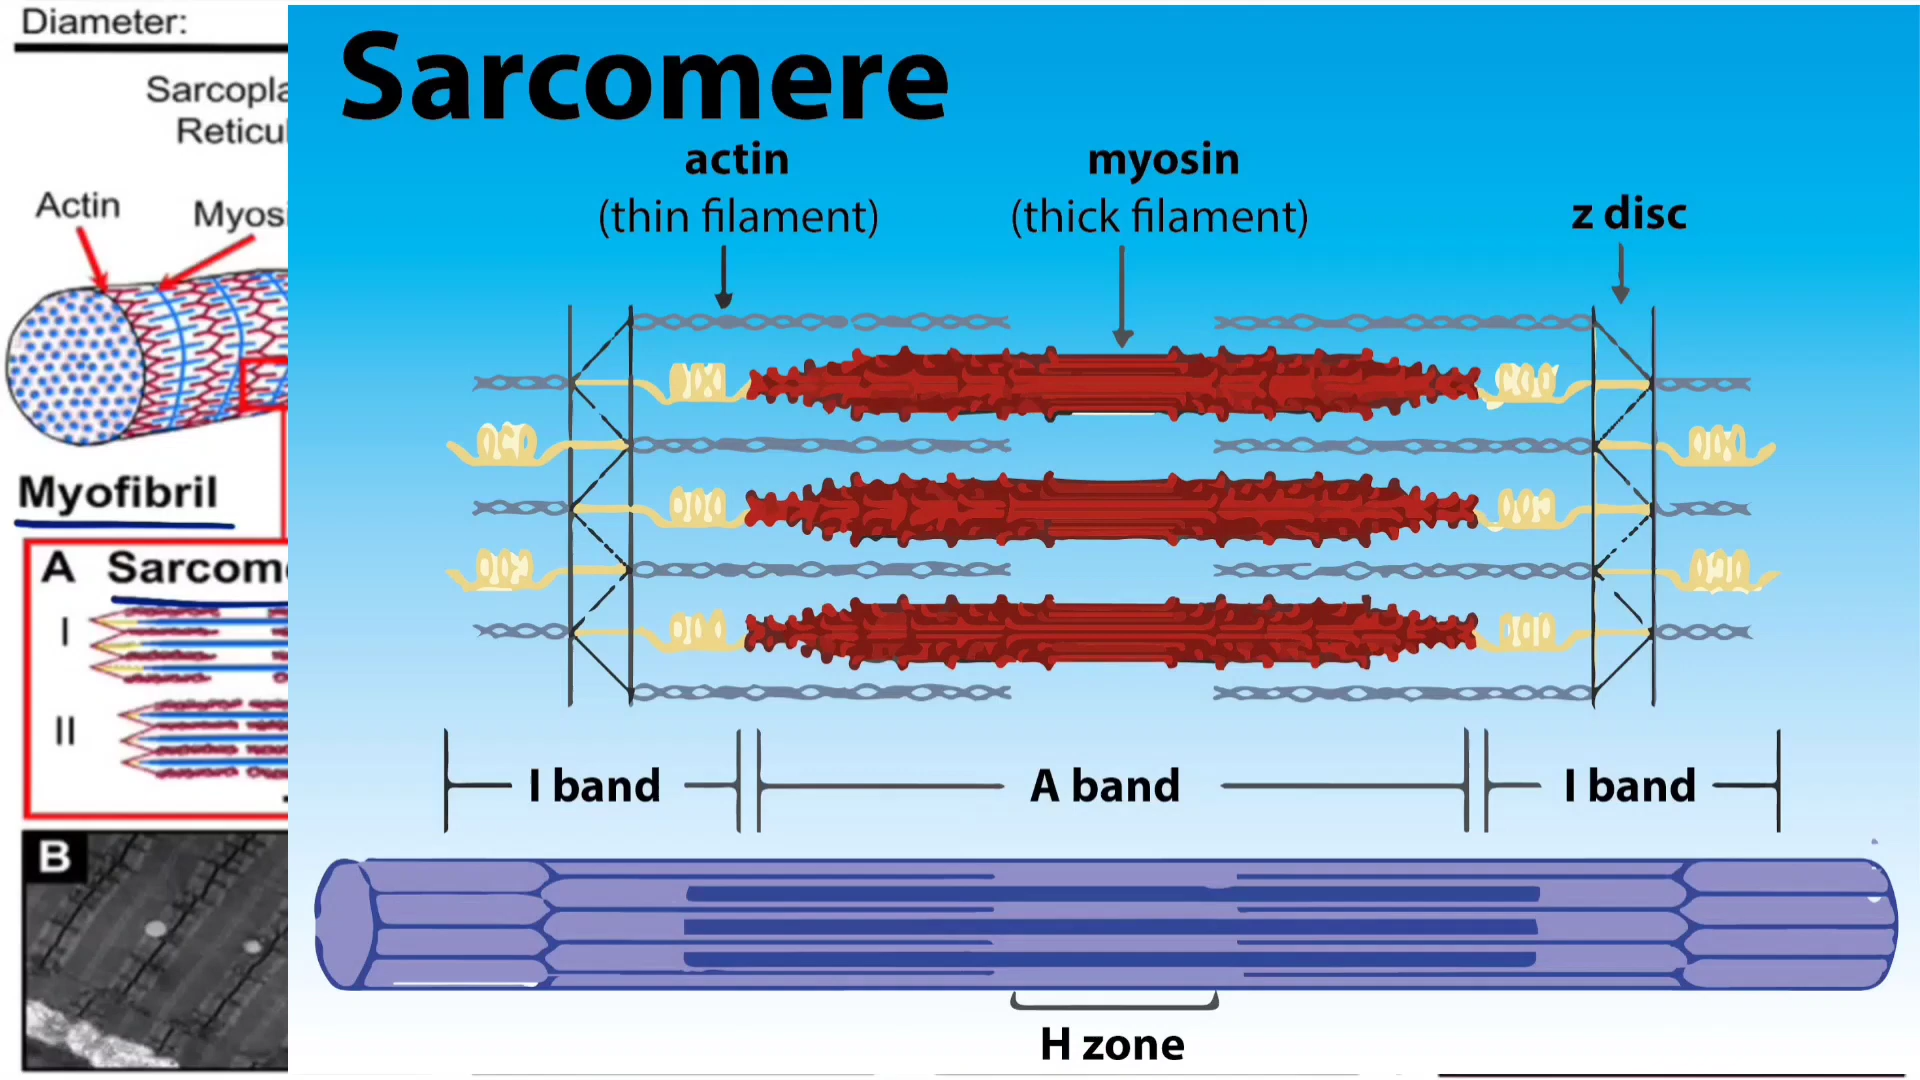 Diameter:
Sarcopla
Reticul
Actin
Myos
Myofibril
A Sarcom
I
II
B
Sarcomere
actin
(thin filament)
myosin
(thick filament)
z disc
I band
A band
I band
H zone